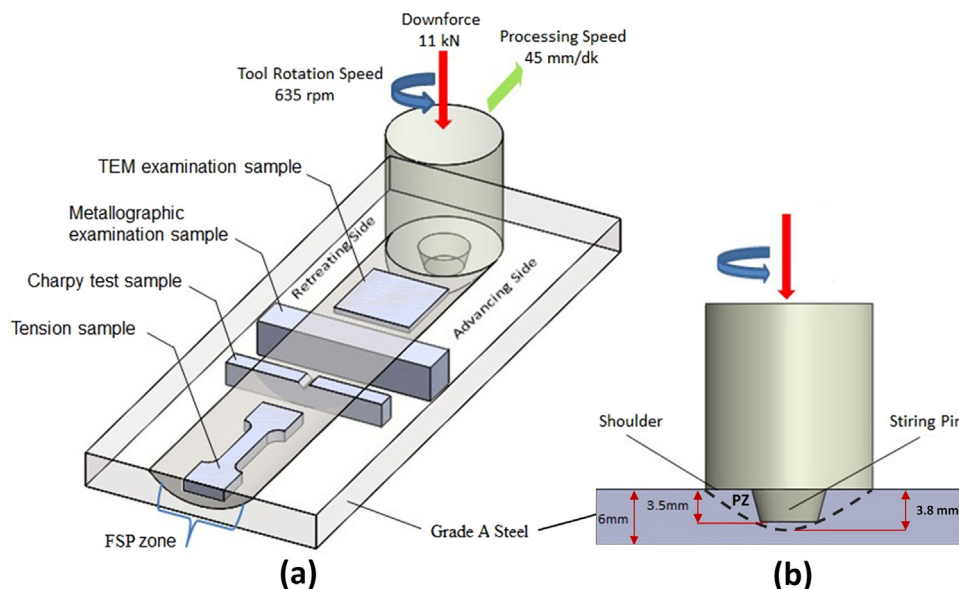 Downforce
11 kN
Processing Speed
45 mm/dk
Tool Rotation Speed
635 rpm
TEM examination sample
Metallographic
examination sample
Charpy test sample
Tension sample
Retreating Side
Advancing Side
FSP zone
Grade A Steel
(a)
Shoulder
Stiring Pin
PZ
3.5mm
6mm
3.8 mm
(b)